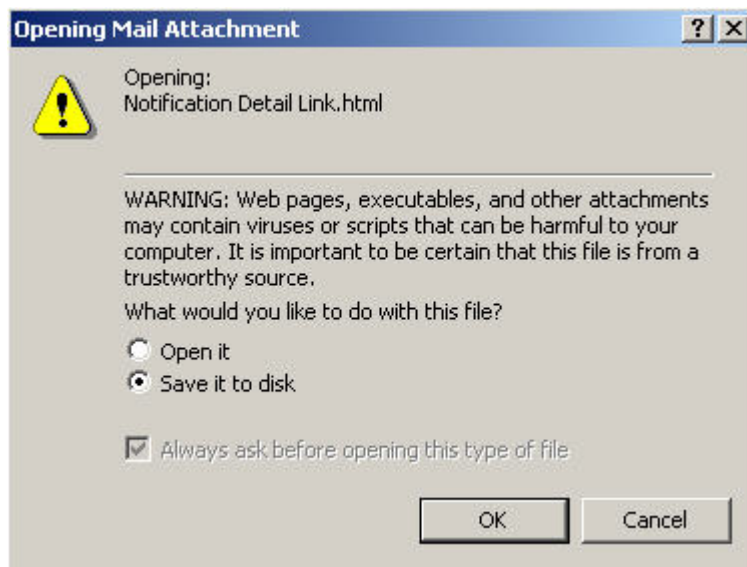 Opening Mail Attachment
Opening:
Notification Detail Link.html
WARNING: Web pages, executables, and other attachments
may contain viruses or scripts that can be harmful to your
computer. It is important to be certain that this file is from a
trustworthy source.
What would you like to do with this file?
Open it
Save it to disk
Always ask before opening this type of file
OK Cancel